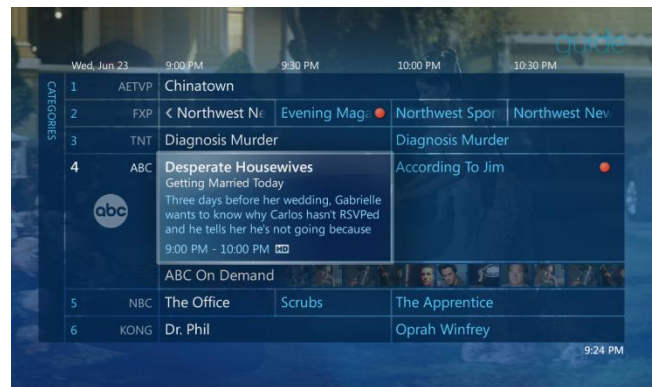 guide
Wed, Jun 23 9:00 PM 9:30 PM 10:00 PM 10:30 PM
CATEGORIES
1 AETVP Chinatown
2 FXP < Northwest Ne Evening Maga Northwest Spor Northwest New
3 TNT Diagnosis Murder Diagnosis Murder
4 ABC Desperate Housewives According To Jim
Getting Married Today
abc
Three days before her wedding, Gabrielle
wants to know why Carlos hasn't RSVPed
and he tells her he's not going because
9:00 PM - 10:00 PM HD
ABC On Demand
5 NBC The Office Scrubs The Apprentice
6 KONG Dr. Phil Oprah Winfrey
9:24 PM